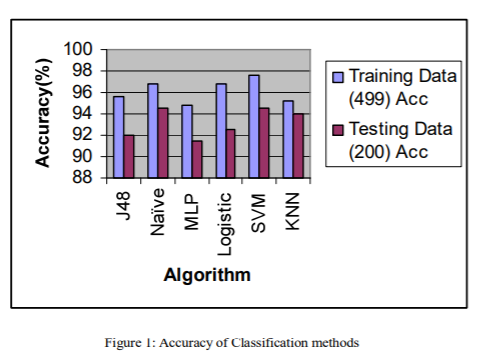 100
98
96
94
92
90
88
Accuracy(%)
J48
Naïve
MLP
Logistic
SVM
KNN
Algorithm
Training Data
(499) Acc
Testing Data
(200) Acc
Figure 1: Accuracy of Classification methods